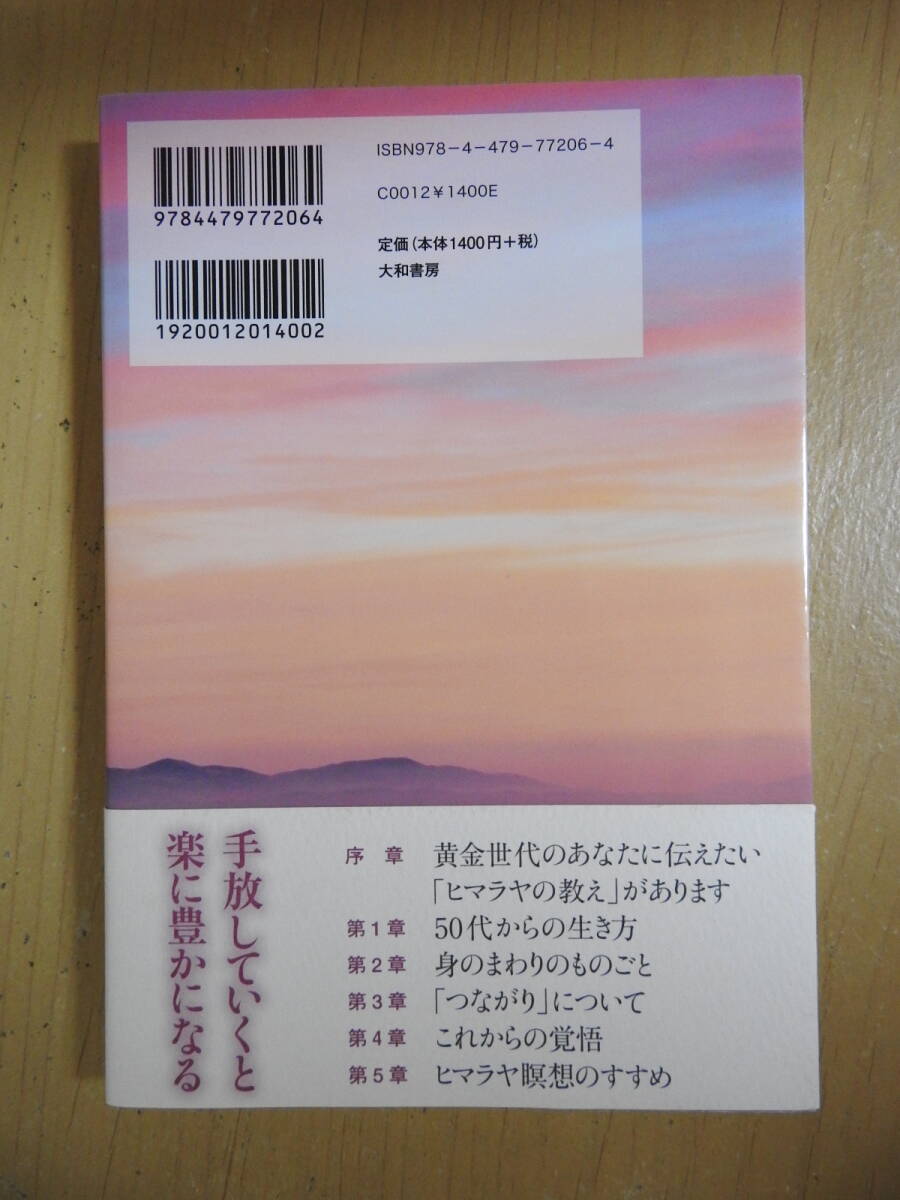 ISBN978-4-479-77206-4
C0012¥1400E
定価（本体1400円＋税）
大和書房
9784479772064
1920012014002
手放していくと
楽に豊かになる
序章 黄金世代のあなたに伝えたい
「ヒマラヤの教え」があります
第1章 50代からの生き方
第2章 身のまわりのものごと
第3章 「つながり」について
第4章 これからの覚悟
第5章 ヒマラヤ瞑想のすすめ